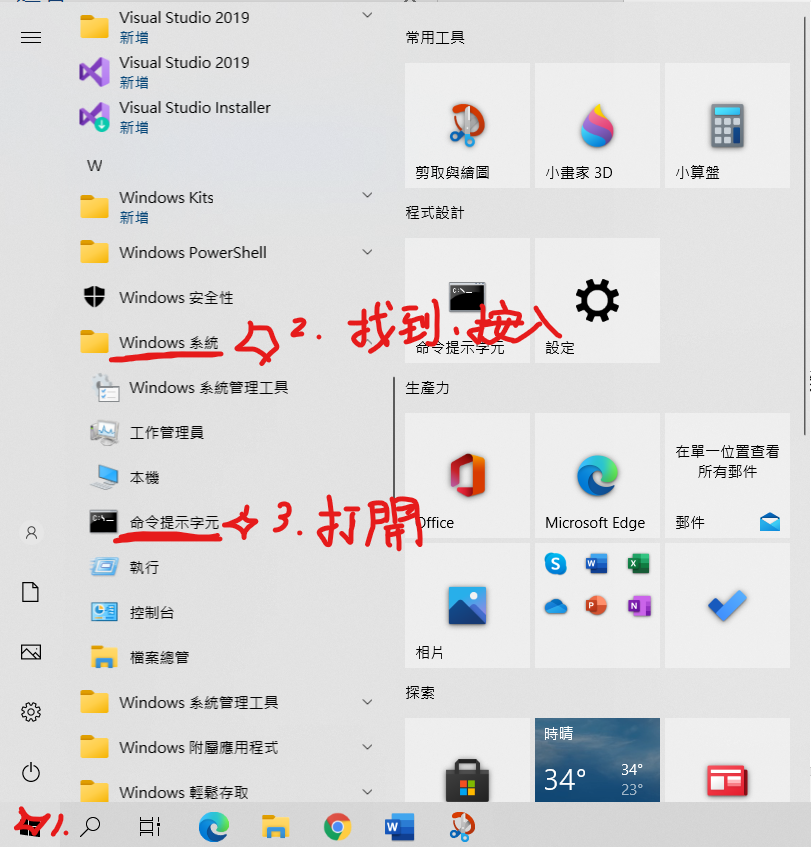 Visual Studio 2019
新增
Visual Studio 2019
新增
Visual Studio Installer
新增
W
Windows Kits
新增
Windows PowerShell
Windows 安全性
Windows 系統
2. 找到、按入
Windows 系統管理工具
工作管理員
本機
命令提示字元
3. 打開
執行
控制台
檔案總管
Windows 系統管理工具
Windows 附屬應用程式
Windows 輕鬆存取
1.
常用工具
剪取與繪圖
小畫家 3D
小算盤
程式設計
命令提示字元
設定
生產力
Office
Microsoft Edge
在單一位置查看
所有郵件
郵件
相片
探索
時晴
34°
34°
23°